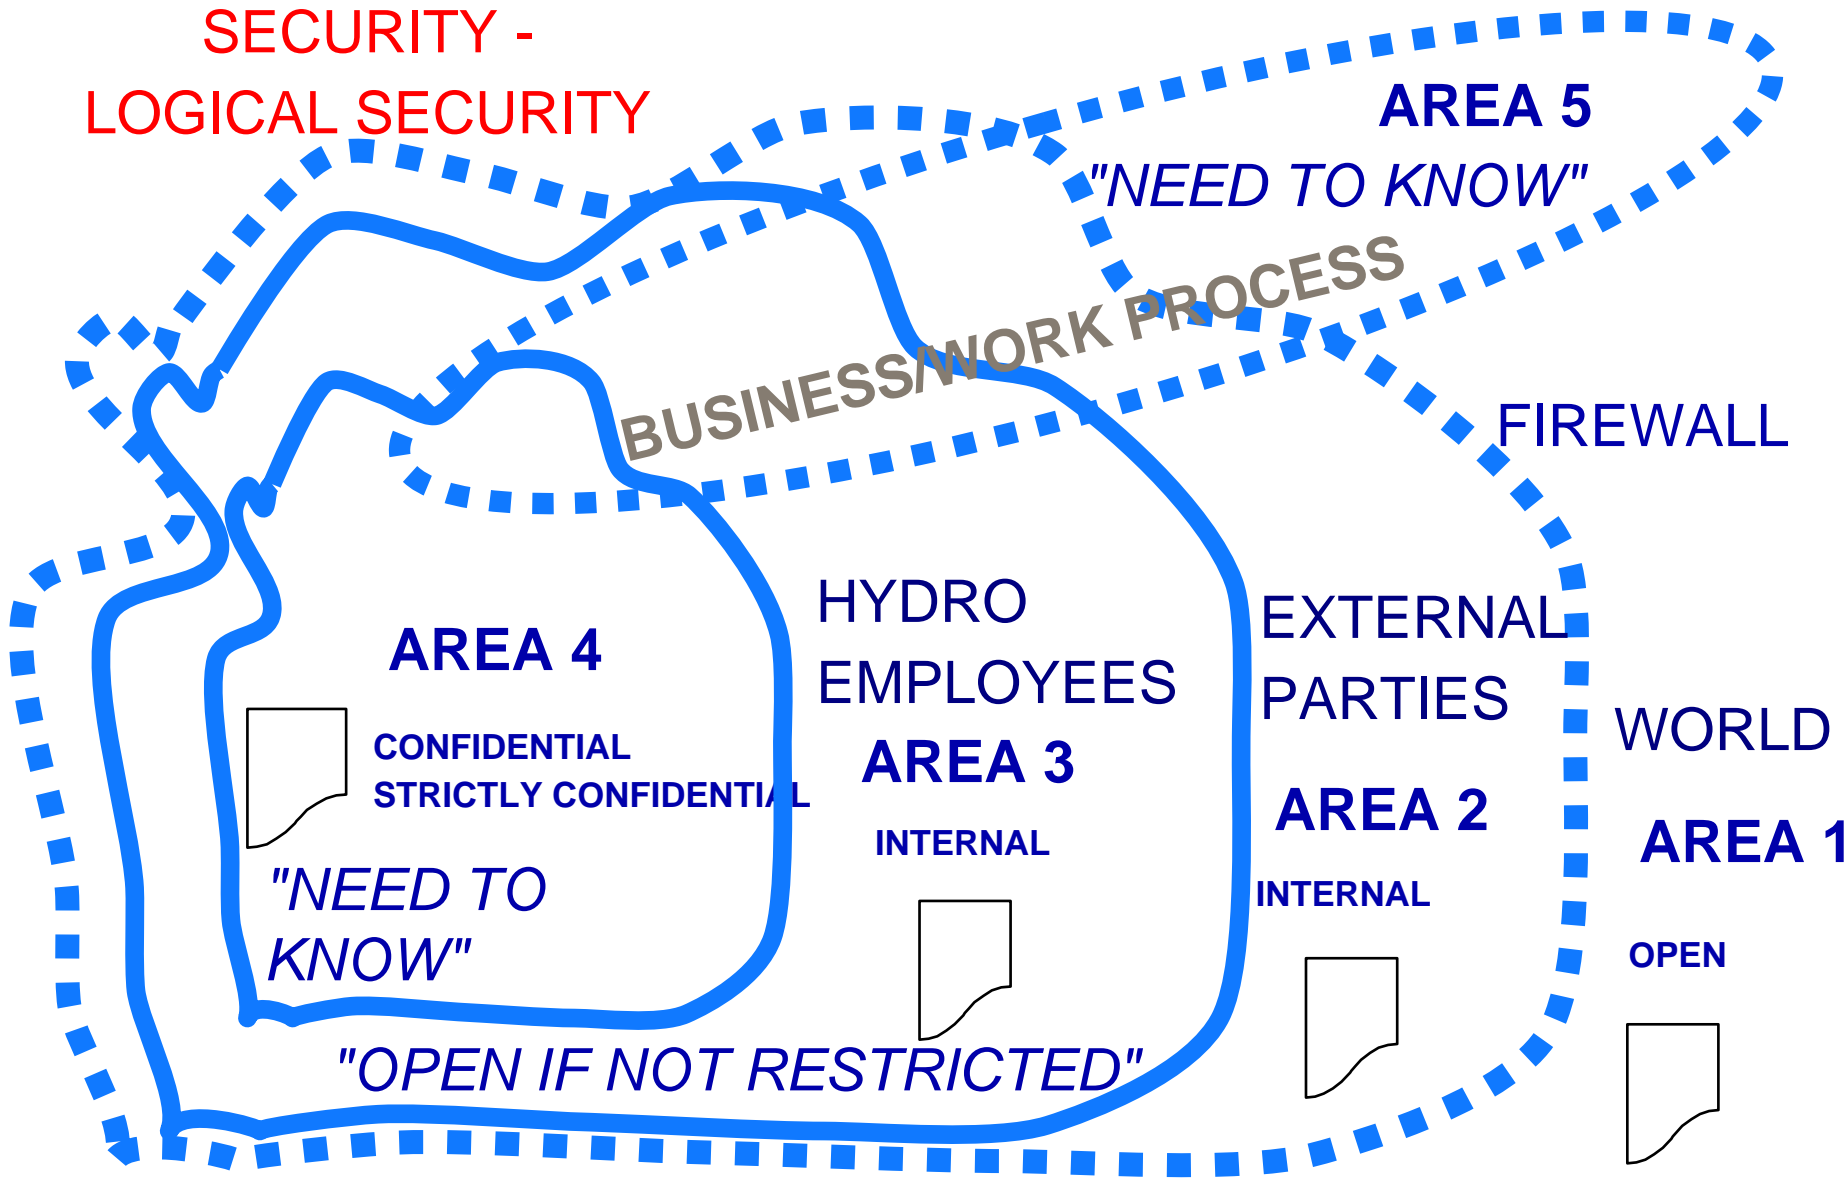 SECURITY -
LOGICAL SECURITY
AREA 5
"NEED TO KNOW"
BUSINESS/WORK PROCESS
FIREWALL
HYDRO
EMPLOYEES
AREA 3
INTERNAL
EXTERNAL
PARTIES
AREA 2
INTERNAL
WORLD
AREA 1
OPEN
AREA 4
CONFIDENTIAL
STRICTLY CONFIDENTIAL
"NEED TO
KNOW"
"OPEN IF NOT RESTRICTED"